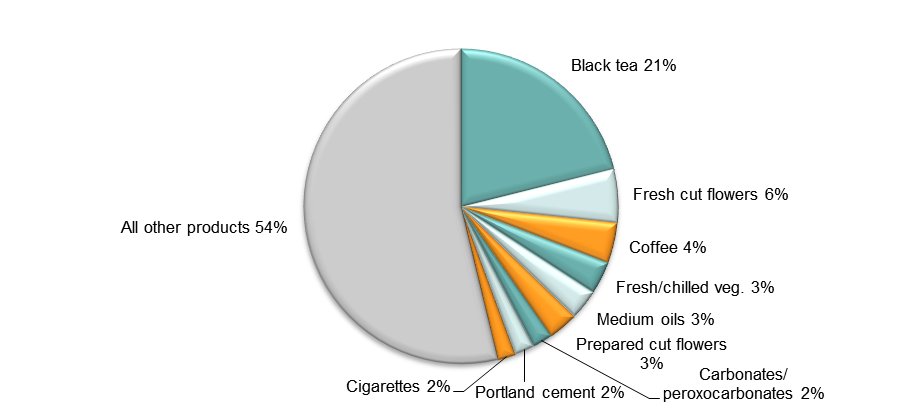 Black tea 21%
Fresh cut flowers 6%
Coffee 4%
Fresh/chilled veg. 3%
Medium oils 3%
Prepared cut flowers
3%
Carbonates/
peroxocarbonates 2%
Portland cement 2%
Cigarettes 2%
All other products 54%